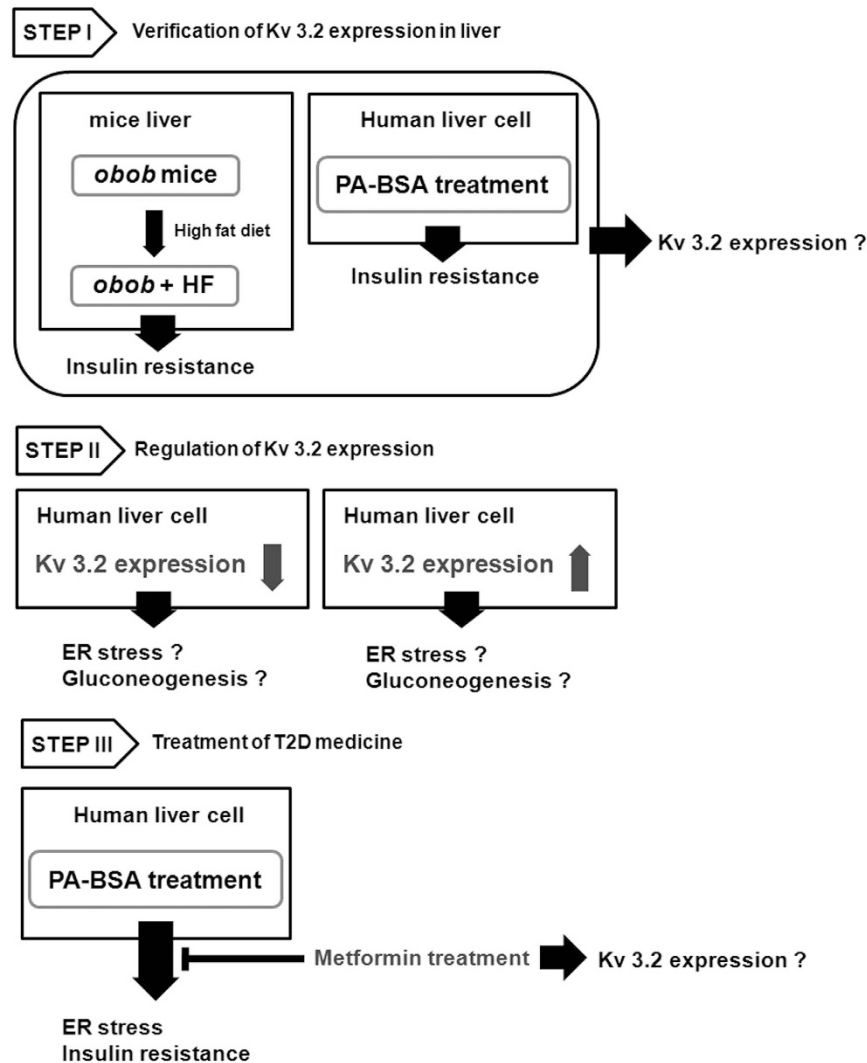 STEP I
Verification of Kv 3.2 expression in liver
mice liver
obob mice
High fat diet
obob + HF
Insulin resistance
Human liver cell
PA-BSA treatment
Insulin resistance
Kv 3.2 expression ?
STEP II
Regulation of Kv 3.2 expression
Human liver cell
Kv 3.2 expression
ER stress ?
Gluconeogenesis ?
Human liver cell
Kv 3.2 expression
ER stress ?
Gluconeogenesis ?
STEP III
Treatment of T2D medicine
Human liver cell
PA-BSA treatment
Metformin treatment
Kv 3.2 expression ?
ER stress
Insulin resistance